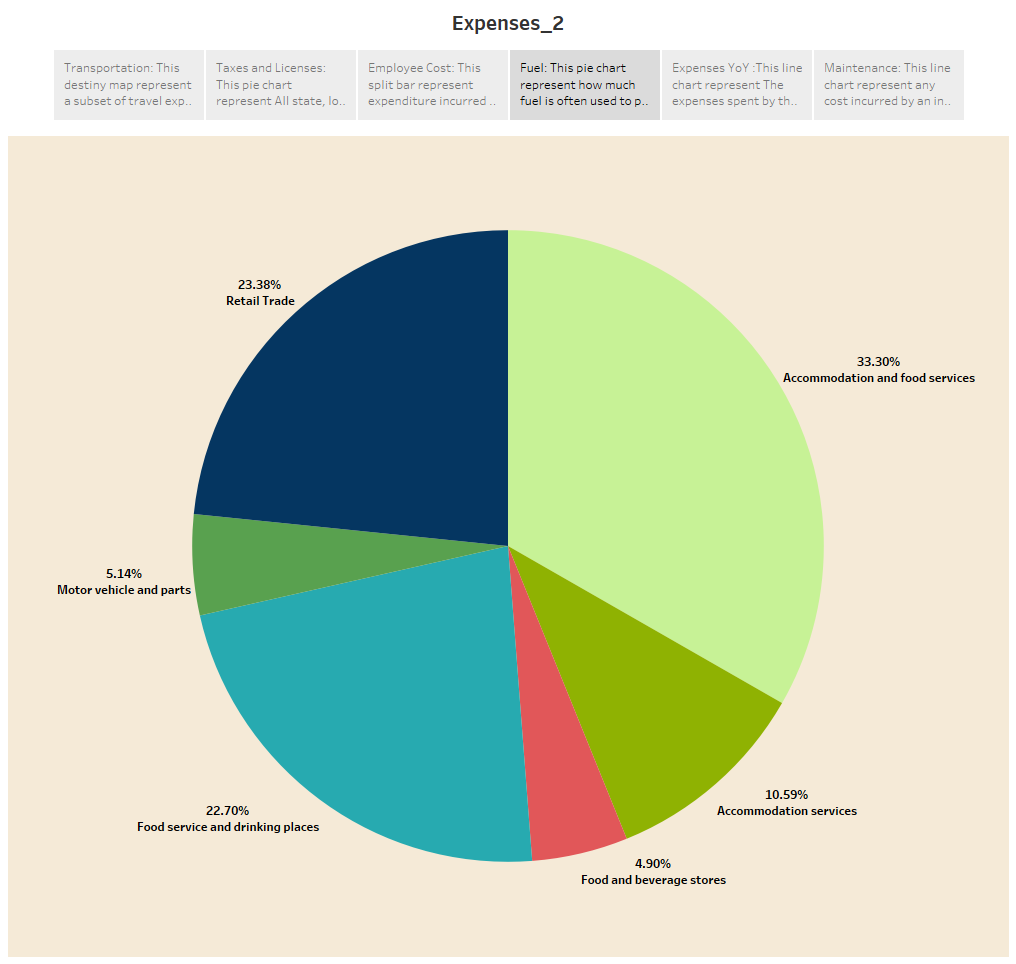 Expenses_2
Transportation: This
destiny map represent
a subset of travel exp..
Taxes and Licenses:
This pie chart
represent All state, lo..
Employee Cost: This
split bar represent
expenditure incurred ..
Fuel: This pie chart
represent how much
fuel is often used to p..
Expenses YoY :This line
chart represent The
expenses spent by th..
Maintenance: This line
chart represent any
cost incurred by an in..
23.38%
Retail Trade
33.30%
Accommodation and food services
5.14%
Motor vehicle and parts
10.59%
Accommodation services
22.70%
Food service and drinking places
4.90%
Food and beverage stores